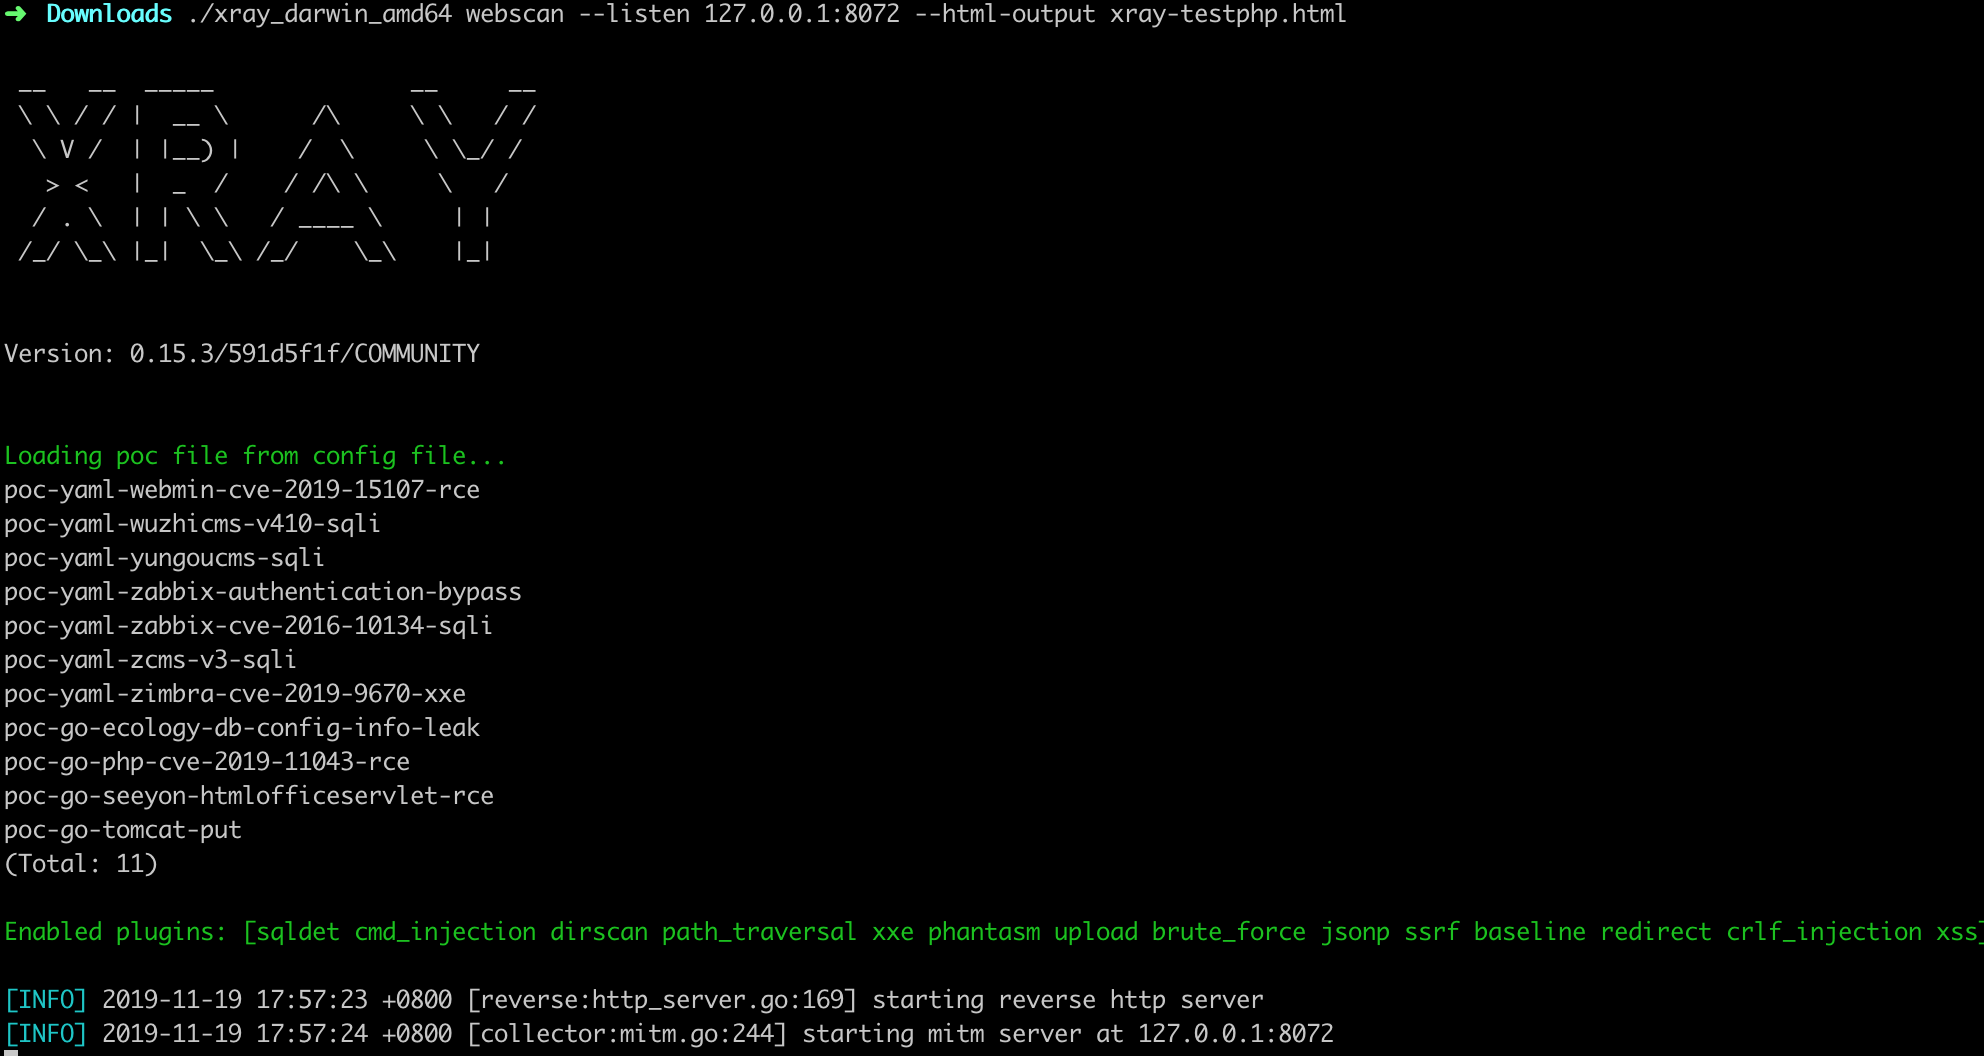 ➜  Downloads ./xray_darwin_amd64 webscan --listen 127.0.0.1:8072 --html-output xray-testphp.html
 __   __  _____              __     __
 \ \ / / |  __ \      /\     \ \   / /
  \ V /  | |__) |    /  \     \ \_/ /
   > <   |  _  /    / /\ \     \   /
  / . \  | | \ \   / ____ \     | |
 /_/ \_\ |_|  \_\ /_/    \_\    |_|
Version: 0.15.3/591d5f1f/COMMUNITY
Loading poc file from config file...
poc-yaml-webmin-cve-2019-15107-rce
poc-yaml-wuzhicms-v410-sqli
poc-yaml-yungoucms-sqli
poc-yaml-zabbix-authentication-bypass
poc-yaml-zabbix-cve-2016-10134-sqli
poc-yaml-zcms-v3-sqli
poc-yaml-zimbra-cve-2019-9670-xxe
poc-go-ecology-db-config-info-leak
poc-go-php-cve-2019-11043-rce
poc-go-seeyon-htmlofficeservlet-rce
poc-go-tomcat-put
(Total: 11)
Enabled plugins: [sqldet cmd_injection dirscan path_traversal xxe phantasm upload brute_force jsonp ssrf baseline redirect crlf_injection xss]
[INFO] 2019-11-19 17:57:23 +0800 [reverse:http_server.go:169] starting reverse http server
[INFO] 2019-11-19 17:57:24 +0800 [collector:mitm.go:244] starting mitm server at 127.0.0.1:8072